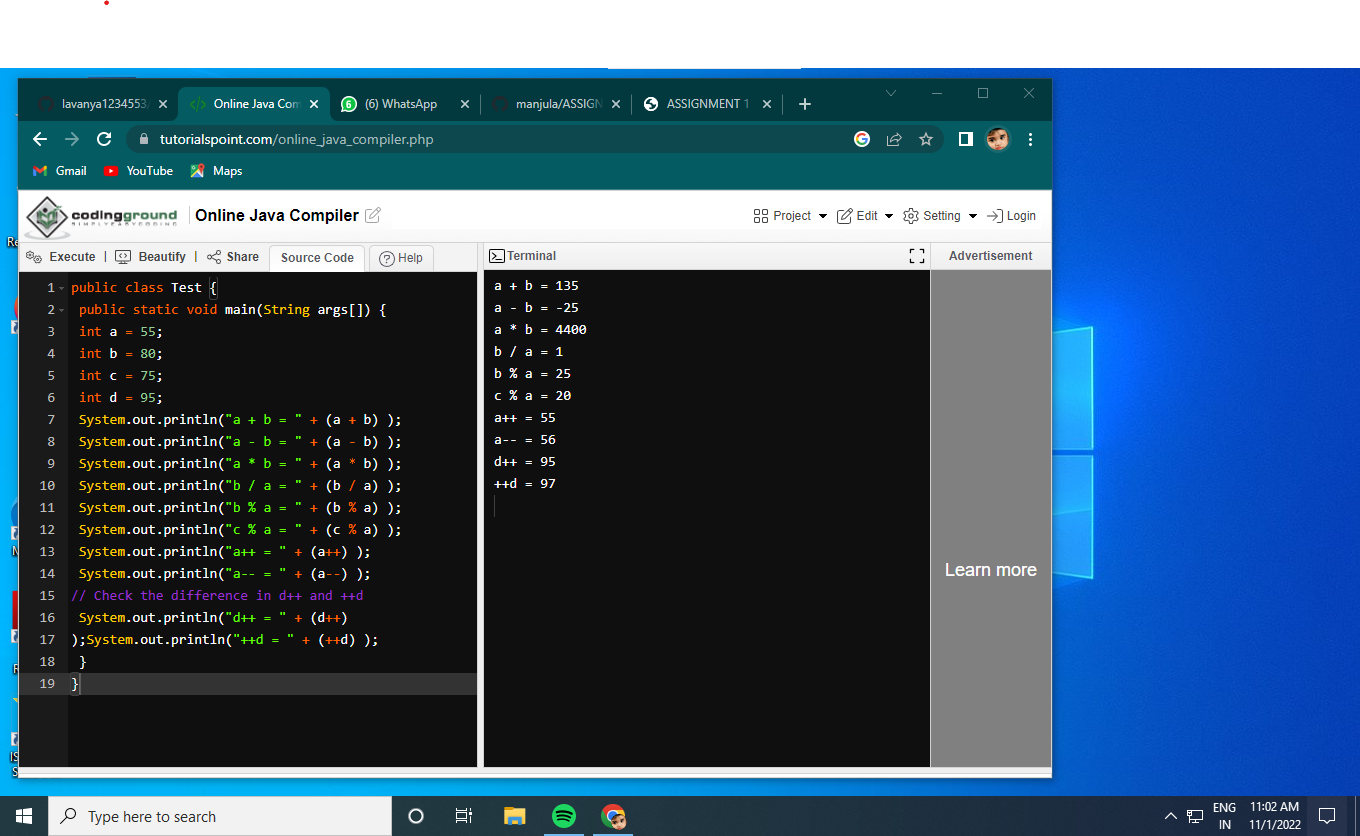 lavanya1234553/
Online Java Com
(6) WhatsApp
manjula/ASSIGN
ASSIGNMENT 1
tutorialspoint.com/online_java_compiler.php
Gmail
YouTube
Maps
codingground
SIMPLYEASYCODING
Online Java Compiler
Project
Edit
Setting
Login
Execute | Beautify | Share
Source Code
Help
Terminal
Advertisement
1 public class Test {
2 public static void main(String args[]) {
3 int a = 55;
4 int b = 80;
5 int c = 75;
6 int d = 95;
7 System.out.println("a + b = " + (a + b) );
8 System.out.println("a - b = " + (a - b) );
9 System.out.println("a * b = " + (a * b) );
10 System.out.println("b / a = " + (b / a) );
11 System.out.println("b % a = " + (b % a) );
12 System.out.println("c % a = " + (c % a) );
13 System.out.println("a++ = " + (a++) );
14 System.out.println("a-- = " + (a--) );
15 // Check the difference in d++ and ++d
16 System.out.println("d++ = " + (d++)
17 );System.out.println("++d = " + (++d) );
18 }
19 }
a + b = 135
a - b = -25
a * b = 4400
b / a = 1
b % a = 25
c % a = 20
a++ = 55
a-- = 56
d++ = 95
++d = 97
Learn more
Type here to search
ENG
IN
11:02 AM
11/1/2022